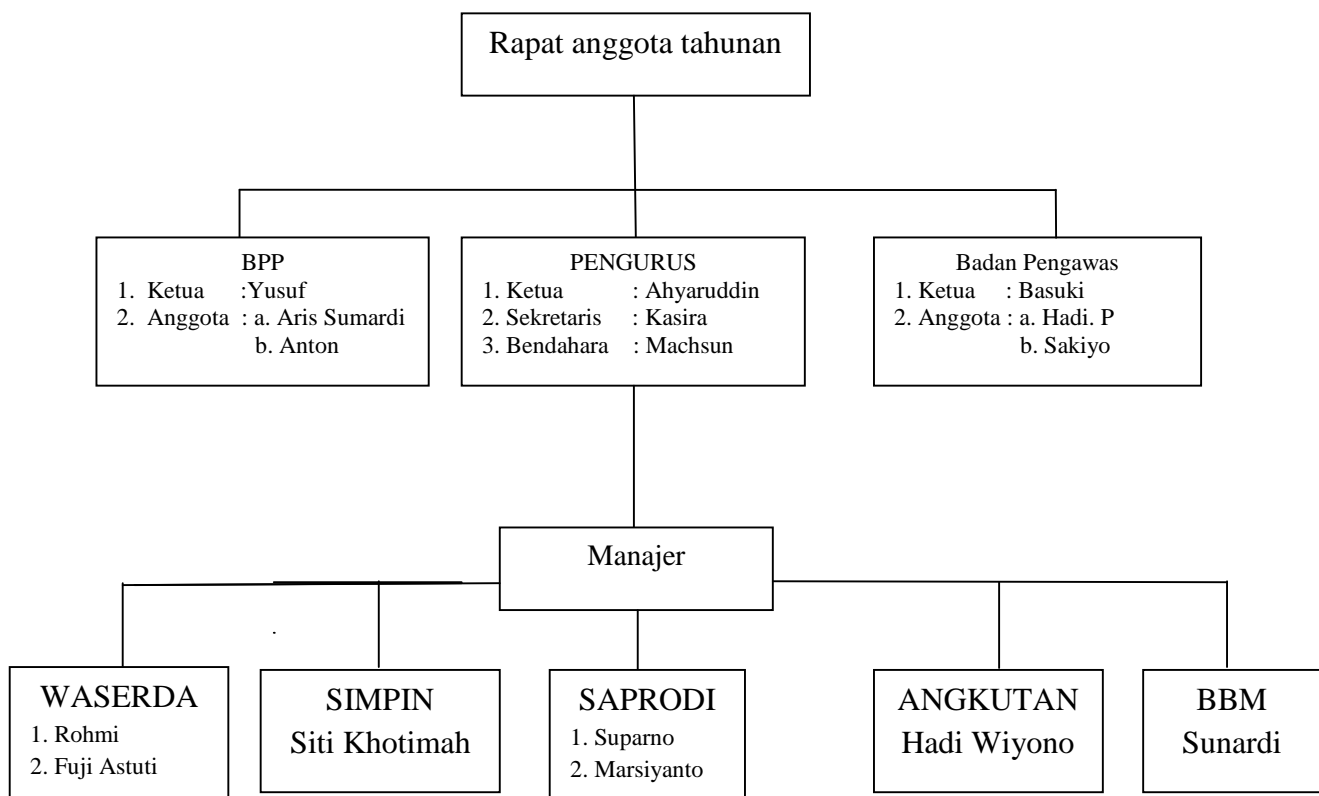 Rapat anggota tahunan
BPP
1. Ketua :Yusuf
2. Anggota : a. Aris Sumardi
b. Anton
PENGURUS
1. Ketua : Ahyaruddin
2. Sekretaris : Kasira
3. Bendahara : Machsun
Badan Pengawas
1. Ketua : Basuki
2. Anggota : a. Hadi. P
b. Sakiyo
Manajer
WASERDA
1. Rohmi
2. Fuji Astuti
SIMPIN
Siti Khotimah
SAPRODI
1. Suparno
2. Marsiyanto
ANGKUTAN
Hadi Wiyono
BBM
Sunardi